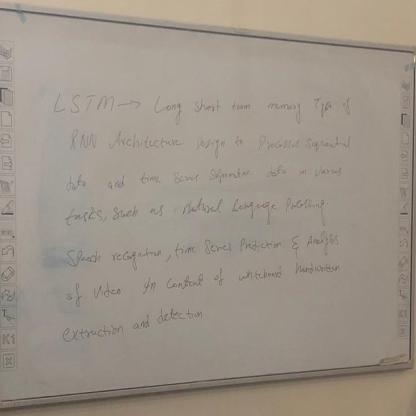 LSTM → Long short term memory Type of
RNN Architecture Design to Processed sequential
data and time Series Separative data in various
tasks, such as Natural Language Processing
Speech recognition, time Series Prediction & Analysis
of Video In Context of whiteboard handwritten
extraction and detection